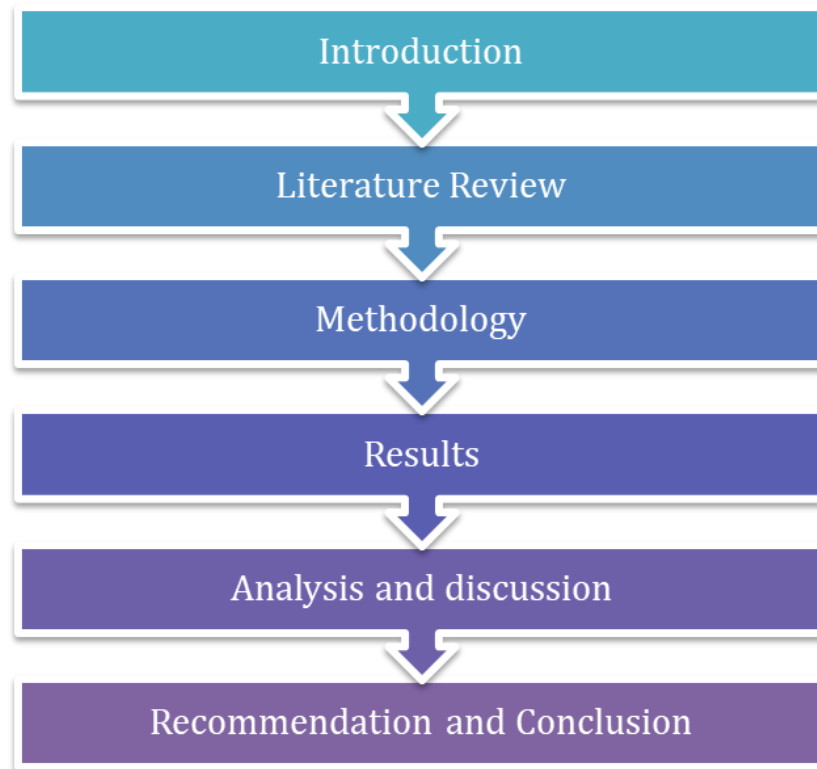 Introduction
Literature Review
Methodology
Results
Analysis and discussion
Recommendation and Conclusion